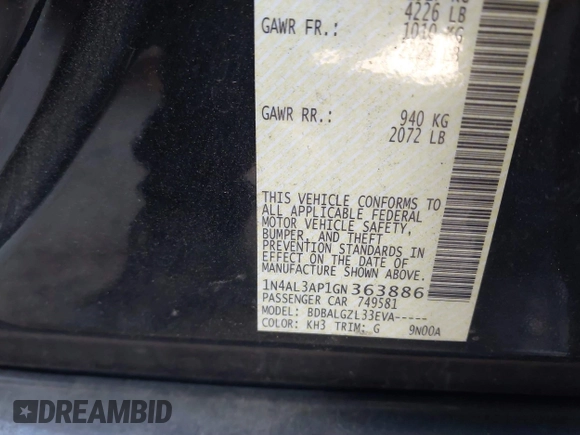 4226 LB
GAWR FR.: 1010 KG
GAWR RR.: 940 KG
2072 LB
THIS VEHICLE CONFORMS TO
ALL APPLICABLE FEDERAL
MOTOR VEHICLE SAFETY,
BUMPER, AND THEFT
PREVENTION STANDARDS IN
EFFECT ON THE DATE OF
MANUFACTURE SHOWN ABOVE.
1N4AL3AP1GN363886
PASSENGER CAR 749581
MODEL: BDBALGZL33EVA-----
COLOR: KH3 TRIM: G 9N00A
DREAMBID